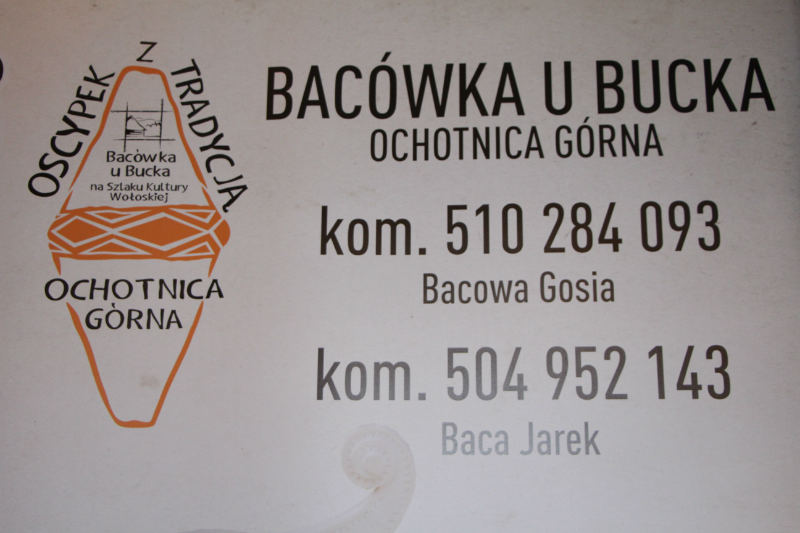 OSCYPEK Z TRADYCJĄ
Bacówka
u Bucka
na Szlaku Kultury
Wołoskiej
OCHOTNICA
GÒRNA
BACÓWKA U BUCKA
OCHOTNICA GÓRNA
kom. 510 284 093
Bacowa Gosia
kom. 504 952 143
Baca Jarek